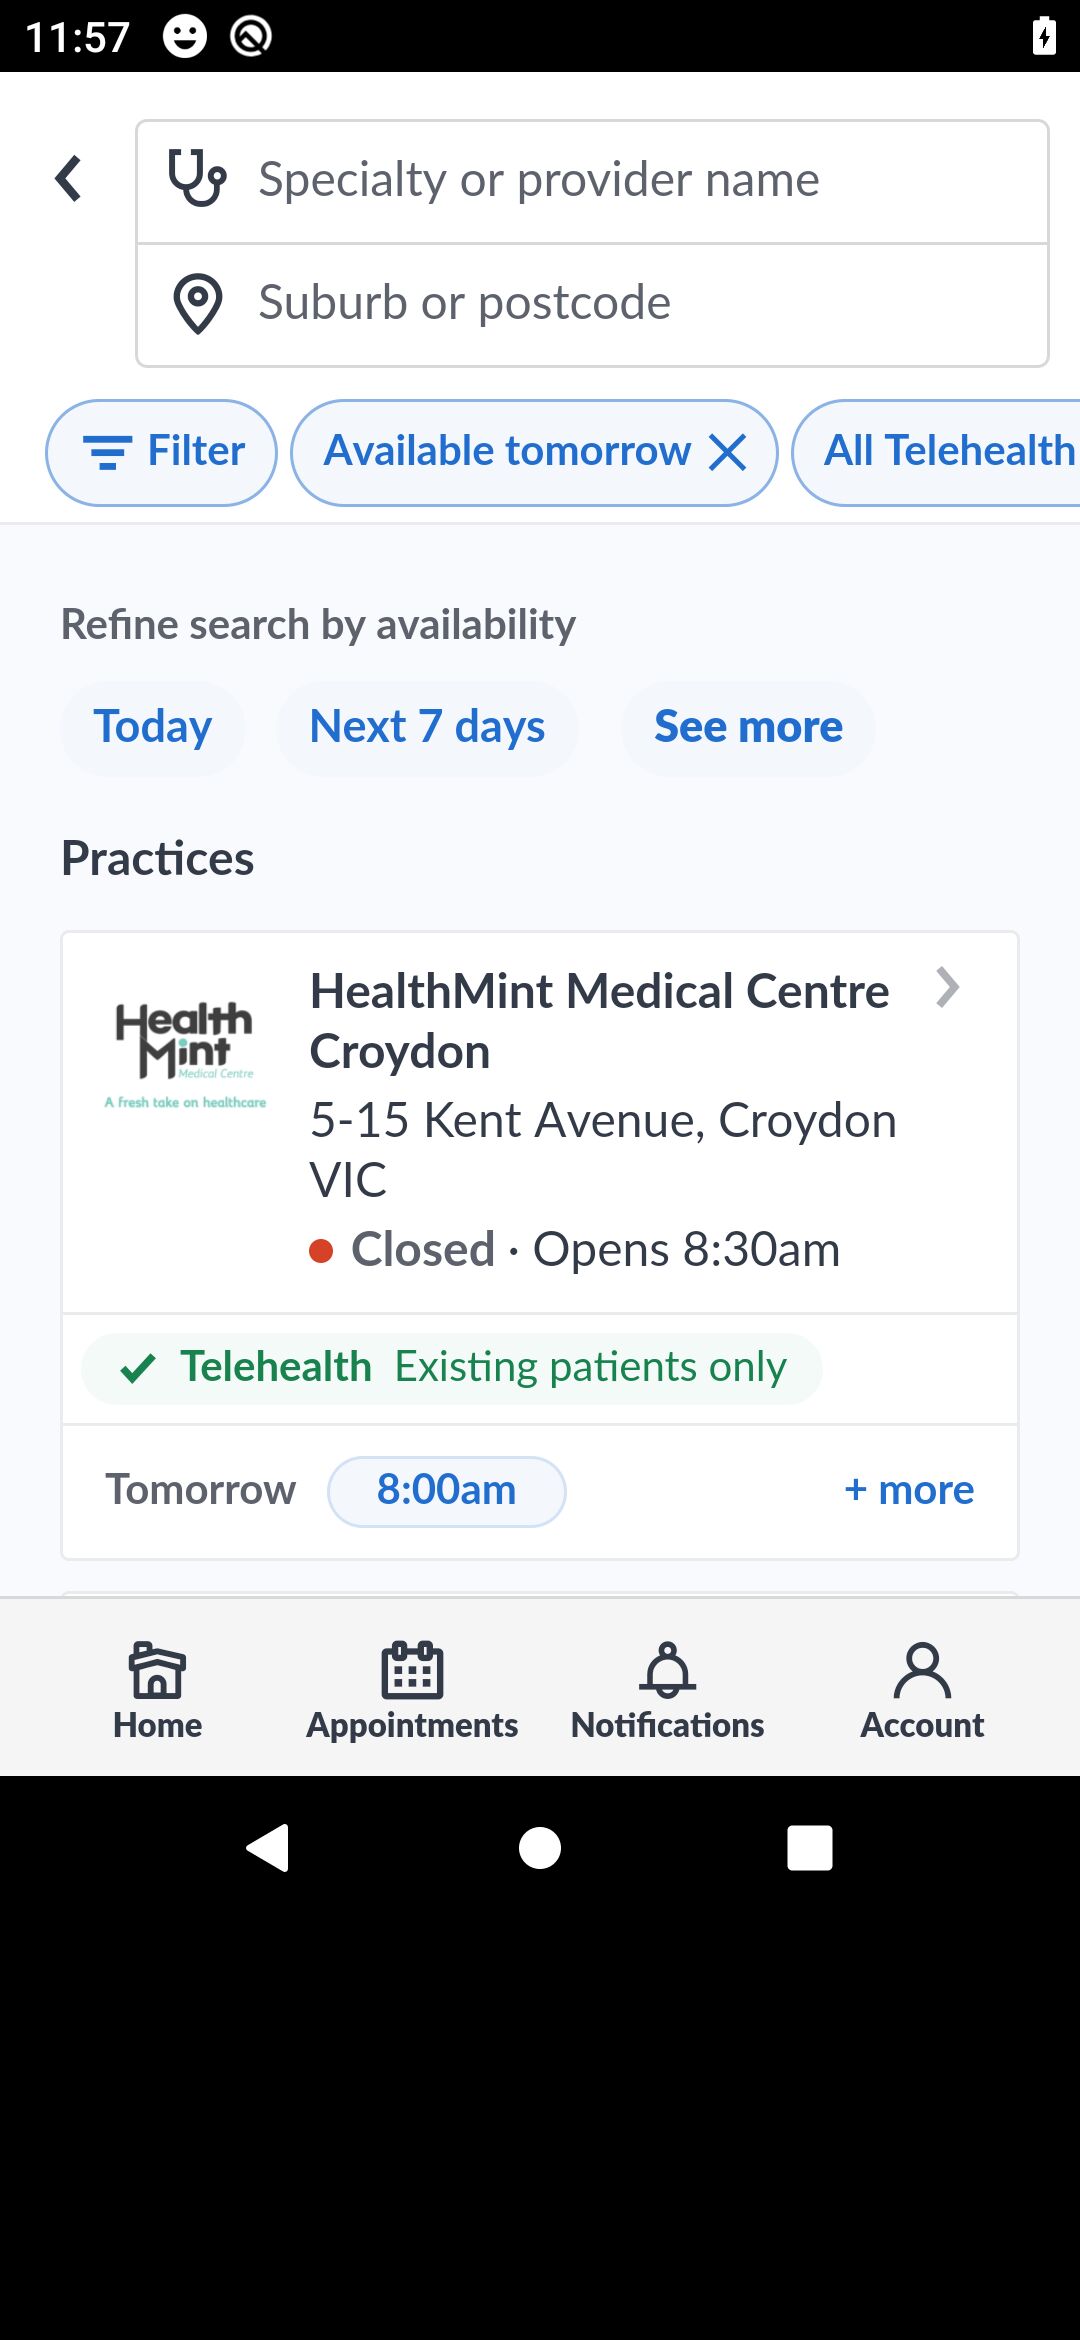 11:57
Specialty or provider name
Suburb or postcode
Filter
Available tomorrow
All Telehealth
Refine search by availability
Today
Next 7 days
See more
Practices
Health
Mint
Medical Centre
A fresh take on healthcare
HealthMint Medical Centre
Croydon
5-15 Kent Avenue, Croydon
VIC
Closed · Opens 8:30am
Telehealth Existing patients only
Tomorrow
8:00am
+ more
Home
Appointments
Notifications
Account